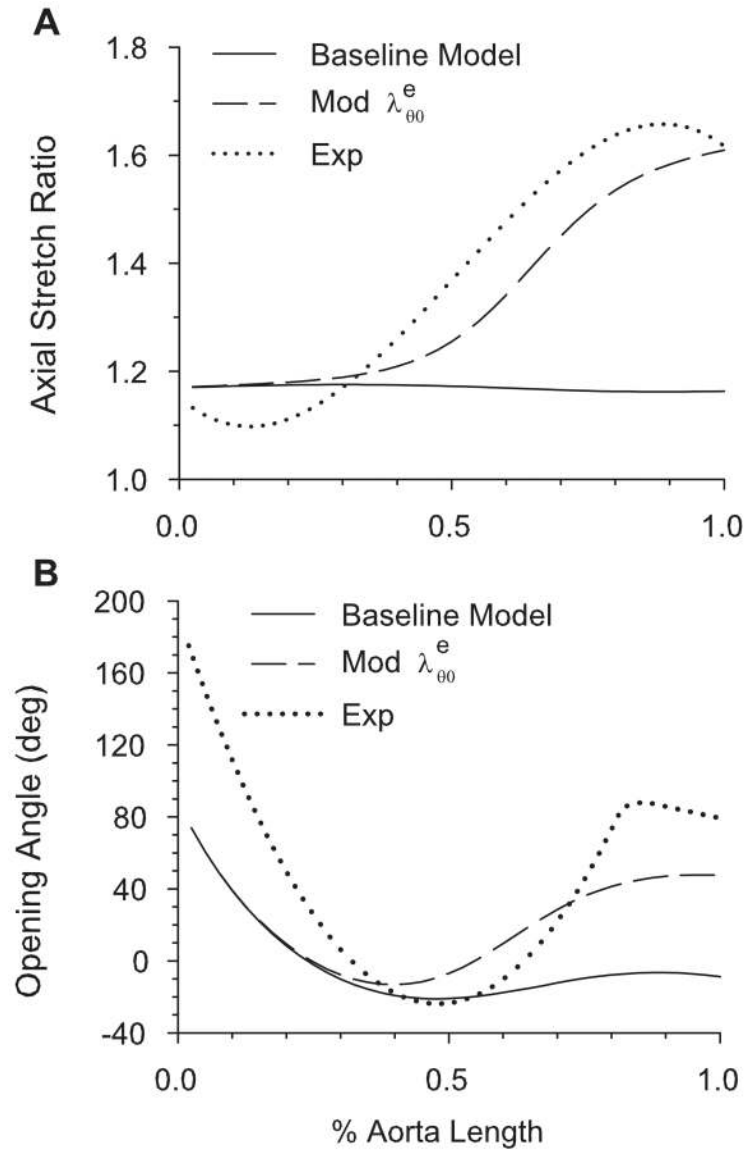 A
1.8
1.6
1.4
1.2
1.0
Axial Stretch Ratio
Baseline Model
Mod λ^e_θ0
Exp
0.0 0.5 1.0
B
200
160
120
80
40
0
-40
Opening Angle (deg)
Baseline Model
Mod λ^e_θ0
Exp
0.0 0.5 1.0
% Aorta Length